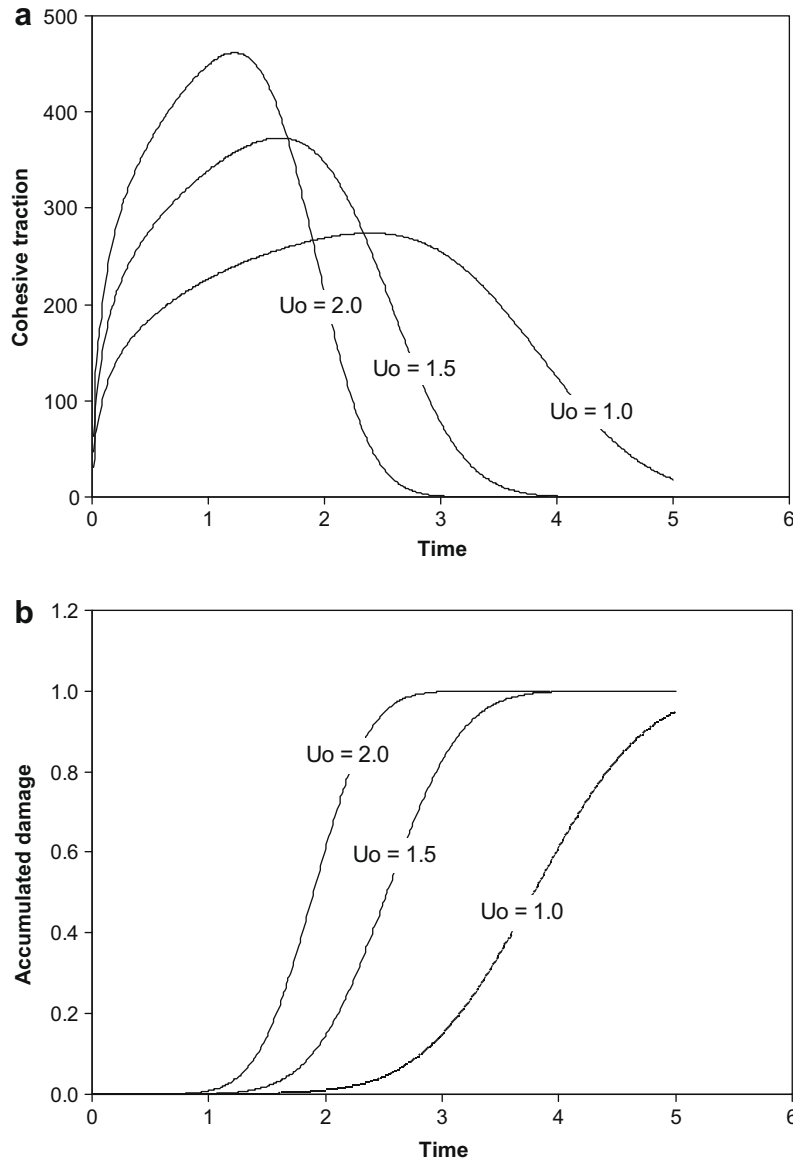 a
500
400
300
200
100
0
Cohesive traction
Uo = 2.0
Uo = 1.5
Uo = 1.0
0 1 2 3 4 5 6
Time
b
1.2
1.0
0.8
0.6
0.4
0.2
0.0
Accumulated damage
Uo = 2.0
Uo = 1.5
Uo = 1.0
0 1 2 3 4 5 6
Time